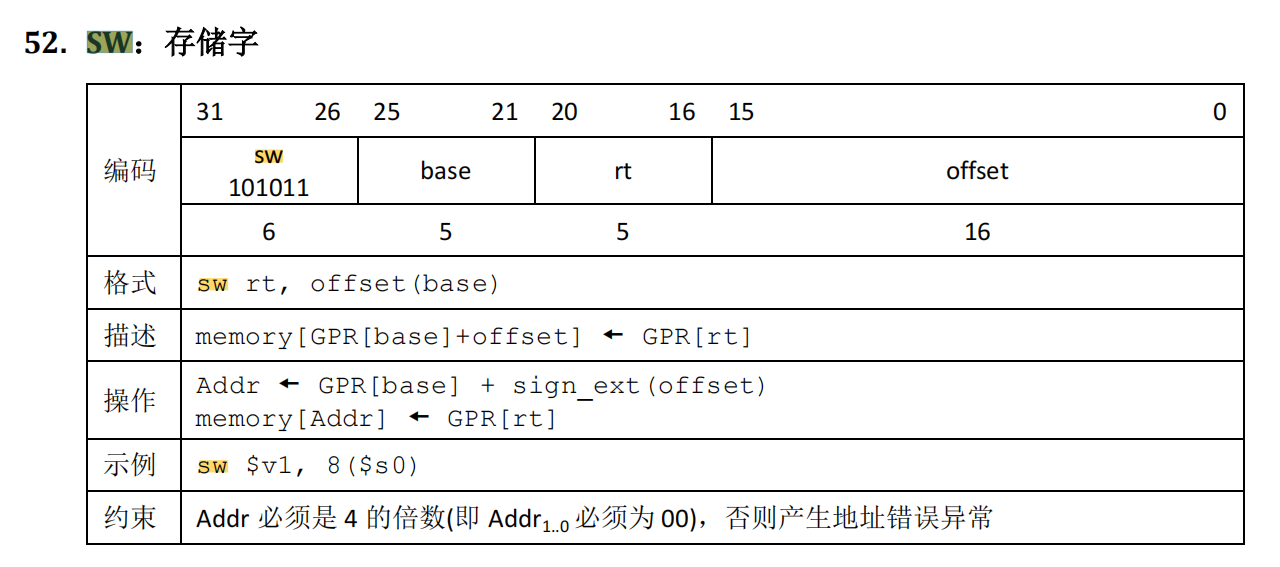 52. SW：存储字
31 26 25 21 20 16 15 0
编码
sw
101011
base rt offset
6 5 5 16
格式 sw rt, offset(base)
描述 memory[GPR[base]+offset] ← GPR[rt]
操作
Addr ← GPR[base] + sign_ext(offset)
memory[Addr] ← GPR[rt]
示例 sw $v1, 8($s0)
约束 Addr 必须是 4 的倍数(即 Addr1..0 必须为 00)，否则产生地址错误异常